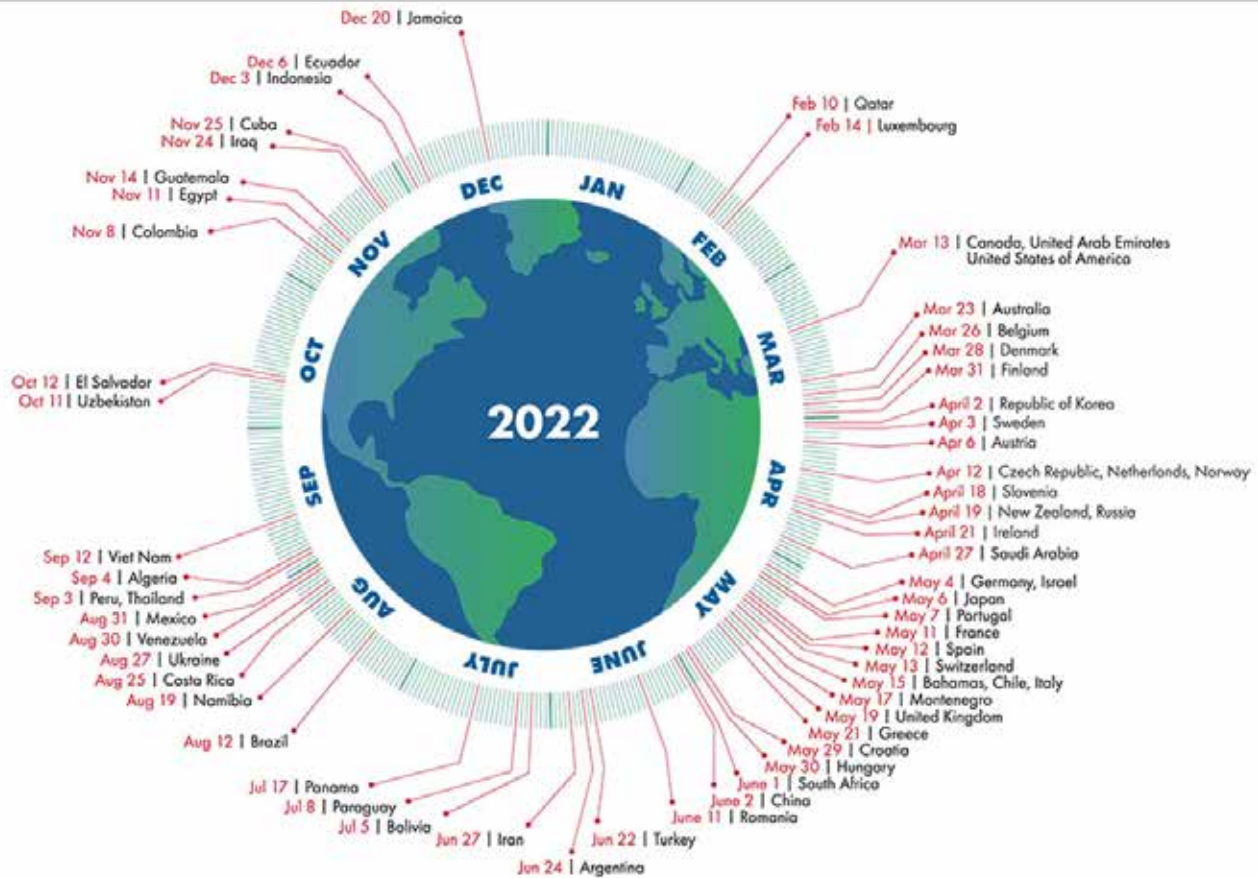 JAN
FEB
MAR
APR
MAY
JUNE
JULY
AUG
SEP
OCT
NOV
DEC
2022
Feb 10 | Qatar
Feb 14 | Luxembourg
Mar 13 | Canada, United Arab Emirates
United States of America
Mar 23 | Australia
Mar 26 | Belgium
Mar 28 | Denmark
Mar 31 | Finland
April 2 | Republic of Korea
Apr 3 | Sweden
Apr 6 | Austria
Apr 12 | Czech Republic, Netherlands, Norway
April 18 | Slovenia
April 19 | New Zealand, Russia
April 21 | Ireland
April 27 | Saudi Arabia
May 4 | Germany, Israel
May 6 | Japan
May 7 | Portugal
May 11 | France
May 12 | Spain
May 13 | Switzerland
May 15 | Bahamas, Chile, Italy
May 17 | Montenegro
May 19 | United Kingdom
May 21 | Greece
May 29 | Croatia
May 30 | Hungary
June 1 | South Africa
June 2 | China
June 11 | Romania
Jun 22 | Turkey
Jun 24 | Argentina
Jun 27 | Iran
Jul 5 | Bolivia
Jul 8 | Paraguay
Jul 17 | Panama
Aug 12 | Brazil
Aug 19 | Namibia
Aug 25 | Costa Rica
Aug 27 | Ukraine
Aug 30 | Venezuela
Aug 31 | Mexico
Sep 3 | Peru, Thailand
Sep 4 | Algeria
Sep 12 | Viet Nam
Oct 11 | Uzbekistan
Oct 12 | El Salvador
Nov 8 | Colombia
Nov 11 | Egypt
Nov 14 | Guatemala
Nov 24 | Iraq
Nov 25 | Cuba
Dec 3 | Indonesia
Dec 6 | Ecuador
Dec 20 | Jamaica